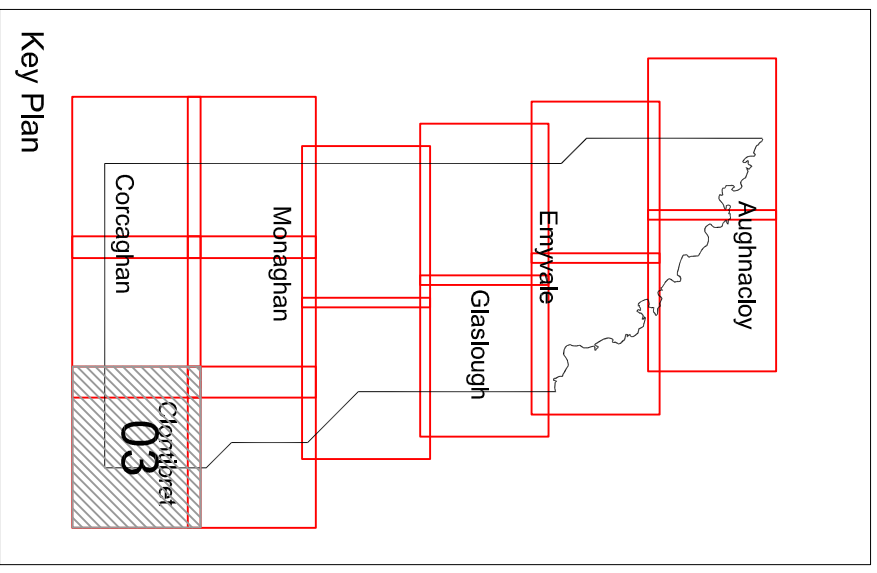 Key Plan
Aughnacloy
Emyvale
Glaslough
Monaghan
Corcaghan
Clontibret
03